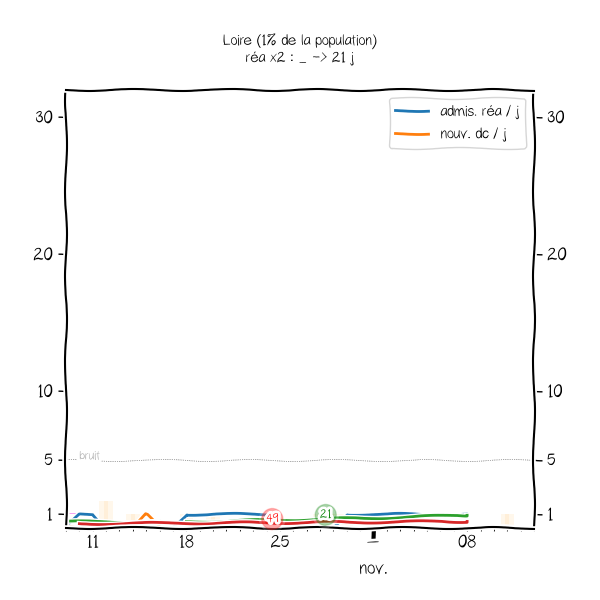 Loire (1% de la population)
réa x2 : _ -> 21 j
admis. réa / j
nouv. dc / j
30
30
20
20
10
10
5
bruit
5
1
49
21
1
11
18
25
1
08
nov.